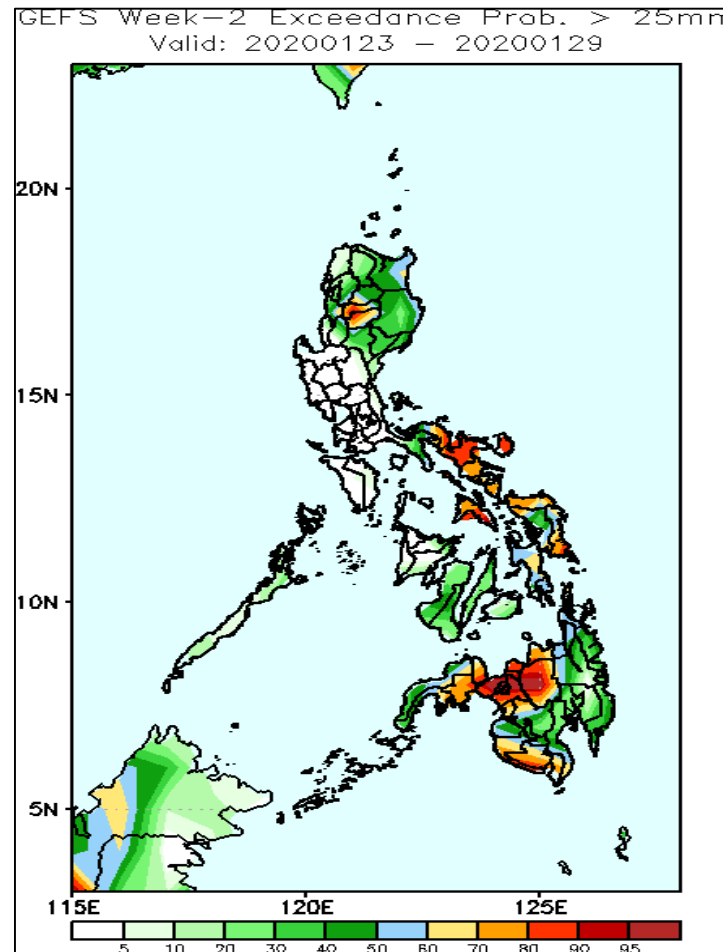 GEFS Week-2 Exceedance Prob. > 25mm
Valid: 20200123 - 20200129
20N
15N
10N
5N
115E 120E 125E
5 10 20 30 40 50 60 70 80 90 95